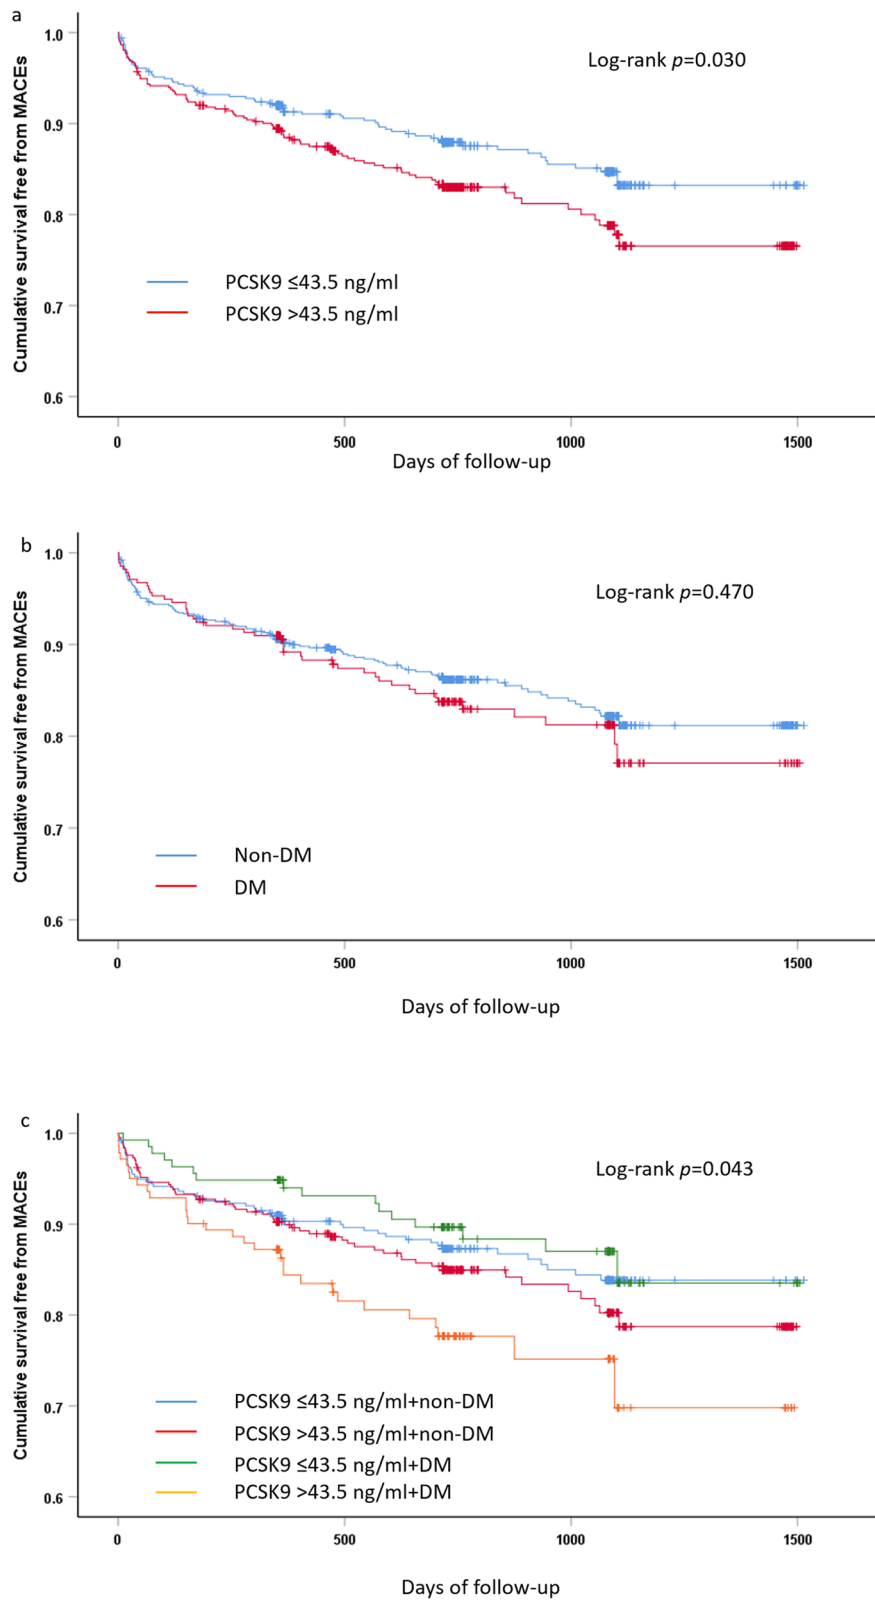 a
1.0
Log-rank p=0.030
0.9
0.8
Cumulative survival free from MACEs
PCSK9 ≤43.5 ng/ml
0.7
PCSK9 >43.5 ng/ml
0.6
0 500 1000 1500
Days of follow-up
b
1.0
Log-rank p=0.470
0.9
0.8
Cumulative survival free from MACEs
0.7
Non-DM
DM
0.6
0 500 1000 1500
Days of follow-up
c
1.0
Log-rank p=0.043
0.9
0.8
Cumulative survival free from MACEs
0.7
PCSK9 ≤43.5 ng/ml+non-DM
PCSK9 >43.5 ng/ml+non-DM
PCSK9 ≤43.5 ng/ml+DM
PCSK9 >43.5 ng/ml+DM
0.6
0 500 1000 1500
Days of follow-up